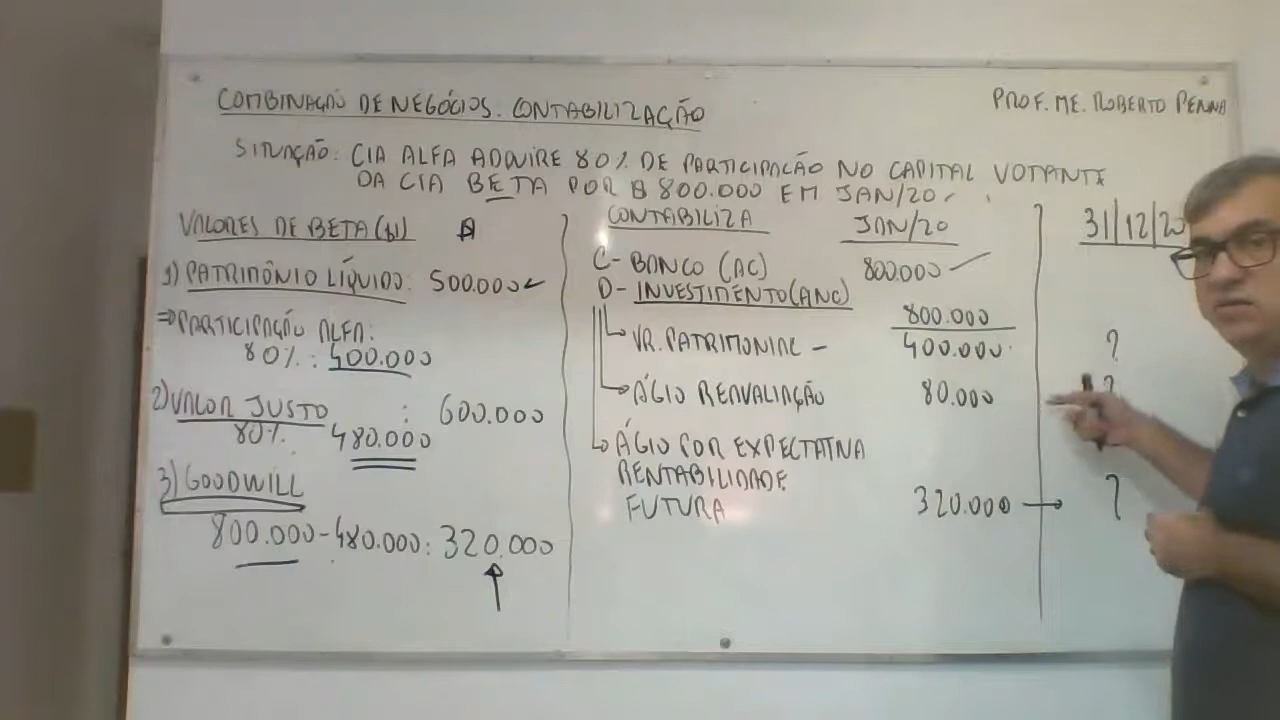 COMBINAÇÃO DE NEGÓCIOS. CONTABILIZAÇÃO
PROF. ME. ROBERTO PENNA
SITUAÇÃO: CIA ALFA ADQUIRE 80% DE PARTICIPAÇÃO NO CAPITAL VOTANTE
DA CIA BETA POR $ 800.000 EM JAN/20
VALORES DE BETA
1) PATRIMÔNIO LÍQUIDO: 500.000
⇒ PARTICIPAÇÃO ALFA:
80% : 400.000
2) VALOR JUSTO : 600.000
80% 480.000
3) GOODWILL
800.000 - 480.000 : 320.000
CONTABILIZA JAN/20
C - BANCO (AC) 800.000
D - INVESTIMENTO (ANC)
800.000
VR. PATRIMONIAL - 400.000
ÁGIO REAVALIAÇÃO 80.000
ÁGIO POR EXPECTATIVA
RENTABILIDADE
FUTURA 320.000 →
31/12/20
?
?
?